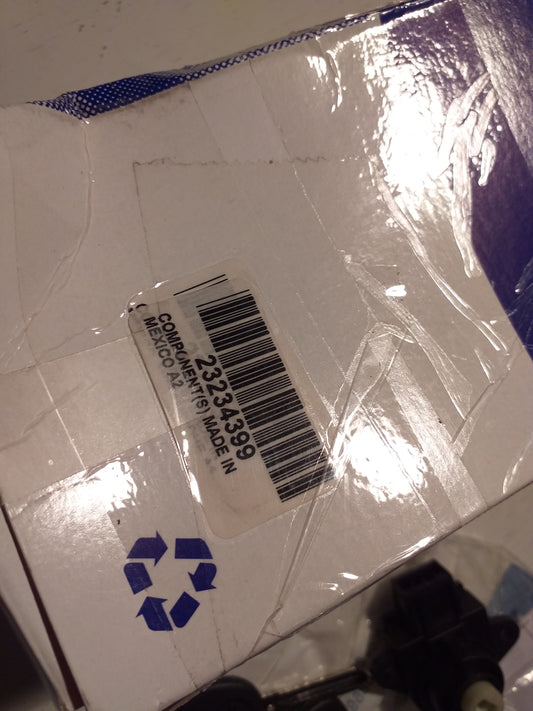 23234399
COMPONENT(S) MADE IN
MEXICO A2